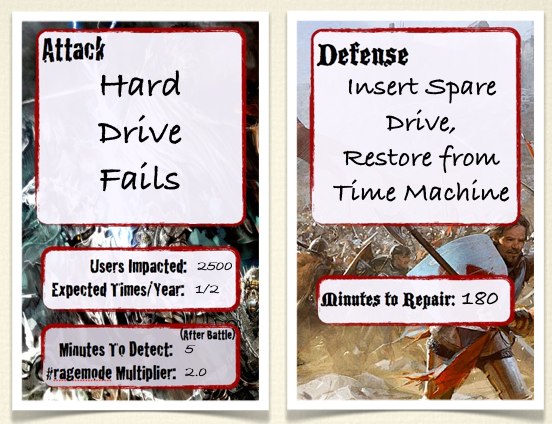 Attack
Hard
Drive
Fails
Users Impacted: 2500
Expected Times/Year: 1/2
(After Battle)
Minutes To Detect: 5
#ragemode Multiplier: 2.0
Defense
Insert Spare
Drive,
Restore from
Time Machine
Minutes to Repair: 180